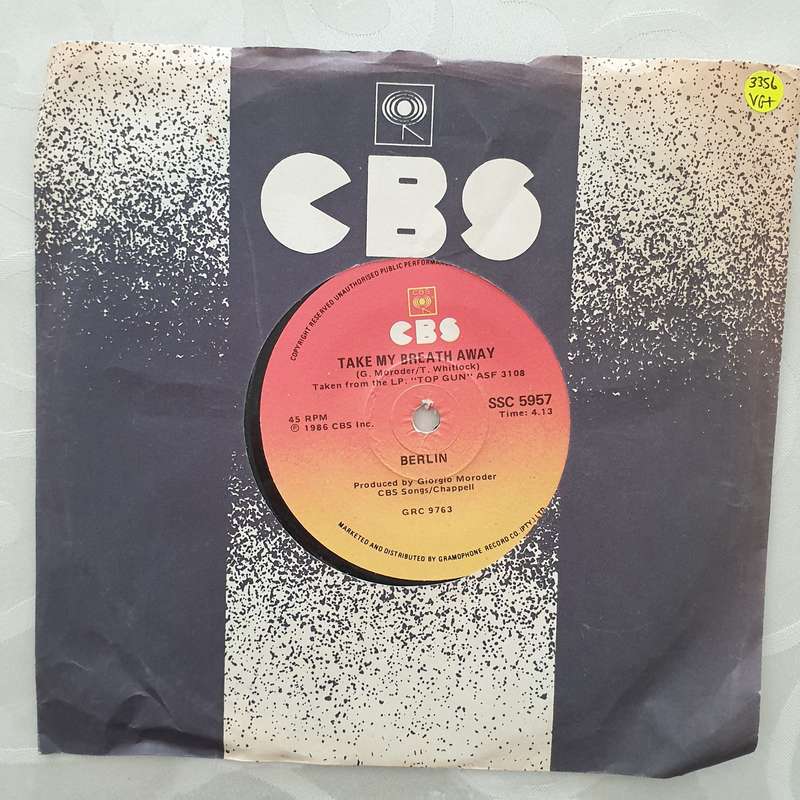 3356
VG+
CBS
COPYRIGHT RESERVED UNAUTHORISED PUBLIC PERFORMAN
CBS
CBS
TAKE MY BREATH AWAY
(G. Moroder/T. Whitlock)
Taken from the LP. "TOP GUN" ASF 3108
45 RPM
℗ 1986 CBS Inc.
SSC 5957
Time: 4.13
BERLIN
Produced by Giorgio Moroder
CBS Songs/Chappell
GRC 9763
MARKETED AND DISTRIBUTED BY GRAMOPHONE RECORD CO. (PTY.) LTD.